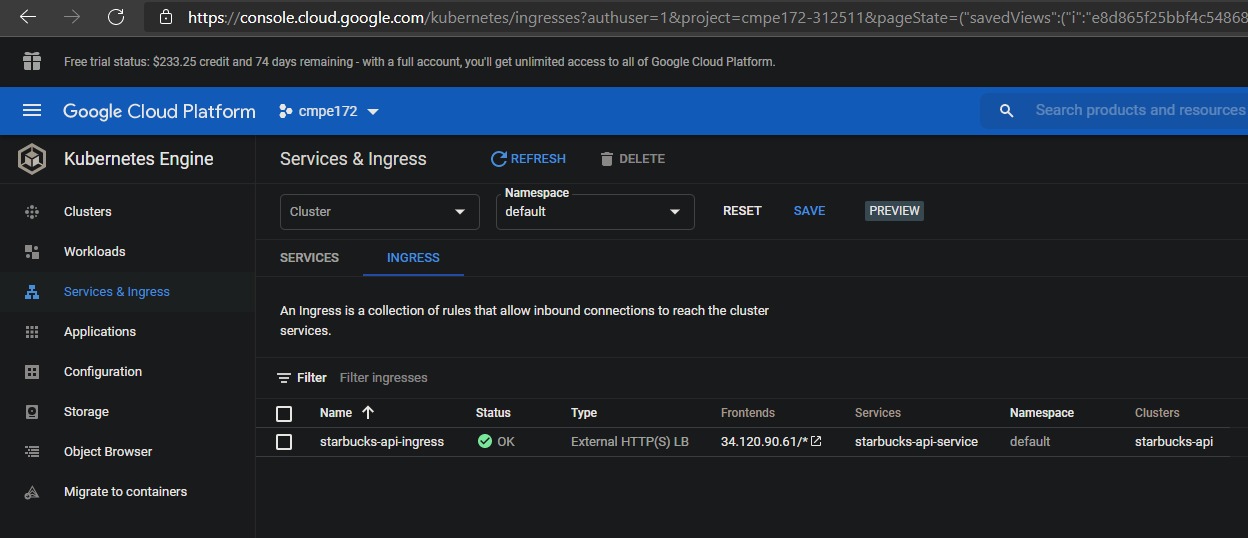 https://console.cloud.google.com/kubernetes/ingresses?authuser=1&project=cmpe172-312511&pageState=("savedViews":("i":"e8d865f25bbf4c54868
Free trial status: $233.25 credit and 74 days remaining - with a full account, you'll get unlimited access to all of Google Cloud Platform.
Google Cloud Platform cmpe172 Search products and resources
Kubernetes Engine
Clusters
Workloads
Services & Ingress
Applications
Configuration
Storage
Object Browser
Migrate to containers
Services & Ingress REFRESH DELETE
Namespace
Cluster default RESET SAVE PREVIEW
SERVICES INGRESS
An Ingress is a collection of rules that allow inbound connections to reach the cluster
services.
Filter Filter ingresses
Name Status Type Frontends Services Namespace Clusters
starbucks-api-ingress OK External HTTP(S) LB 34.120.90.61/* starbucks-api-service default starbucks-api